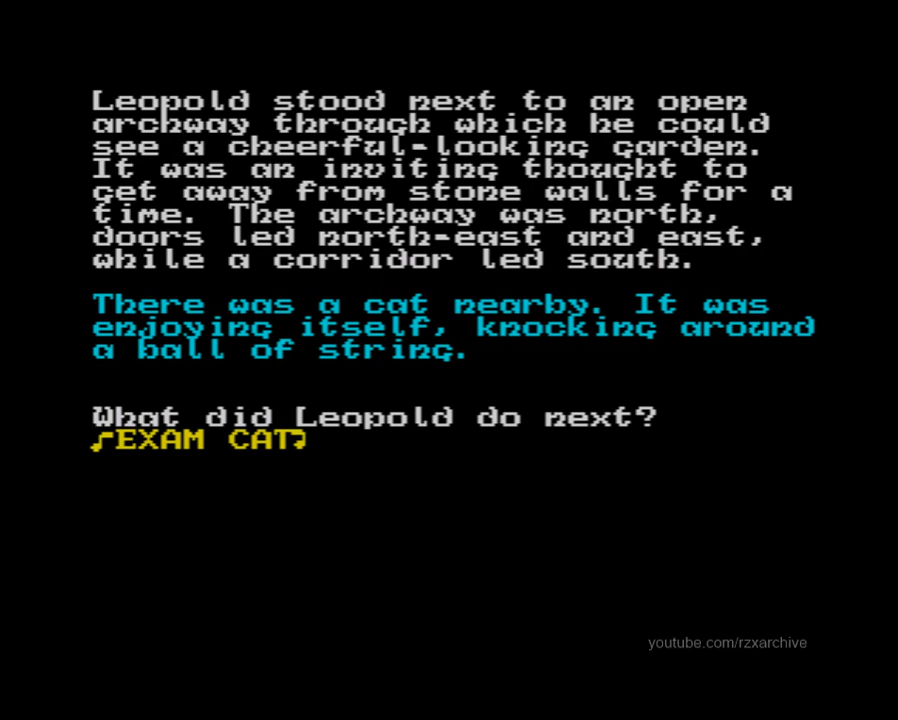 Leopold stood next to an open
archway through which he could
see a cheerful-looking garden.
It was an inviting thought to
get away from stone walls for a
time. The archway was north,
doors led north-east and east,
while a corridor led south.
There was a cat nearby. It was
enjoying itself, knocking around
a ball of string.
What did Leopold do next?
EXAM CAT
youtube.com/rzxarchive